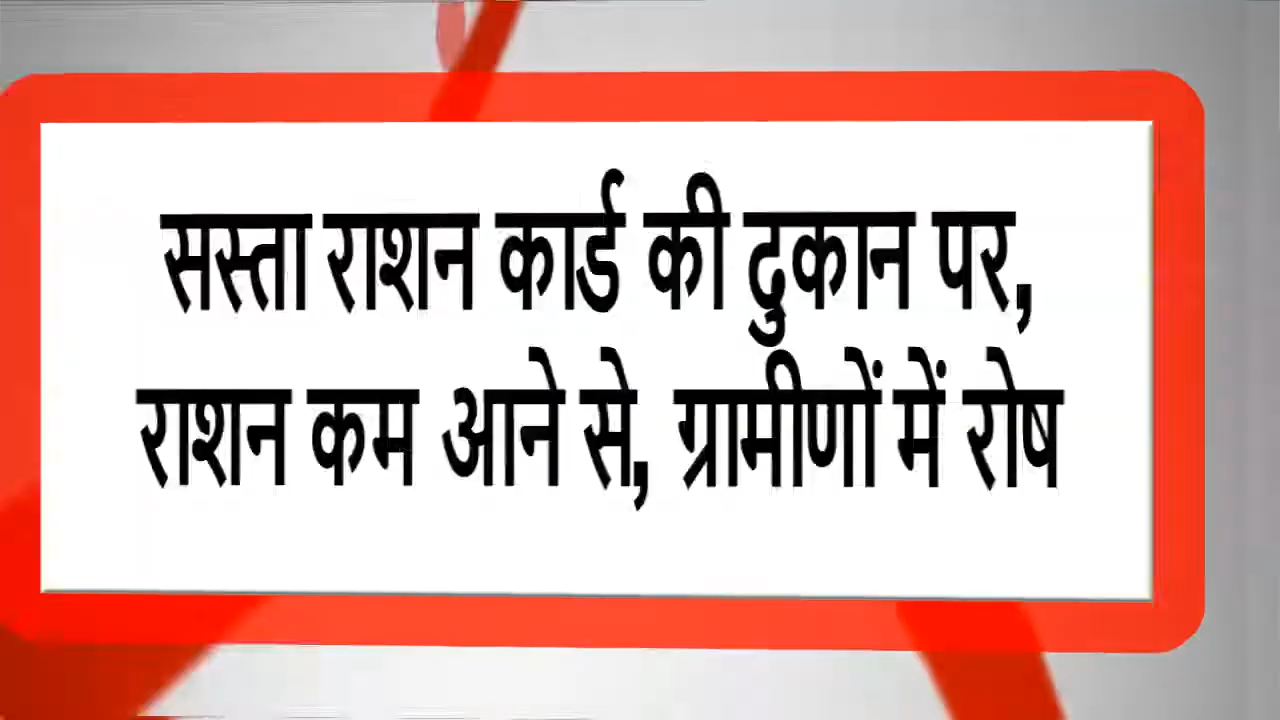 सस्ता राशन कार्ड की दुकान पर,
राशन कम आने से, ग्रामीणों में रोष